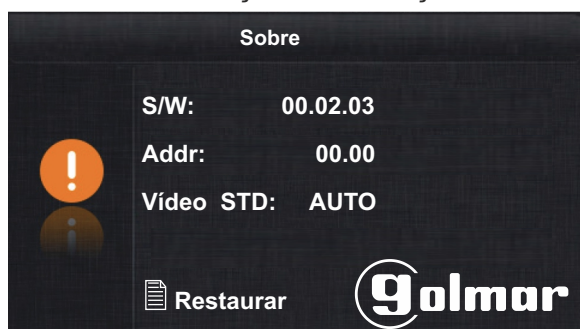 Sobre
S/W: 00.02.03
Addr: 00.00
Vídeo STD: AUTO
Restaurar
golmar